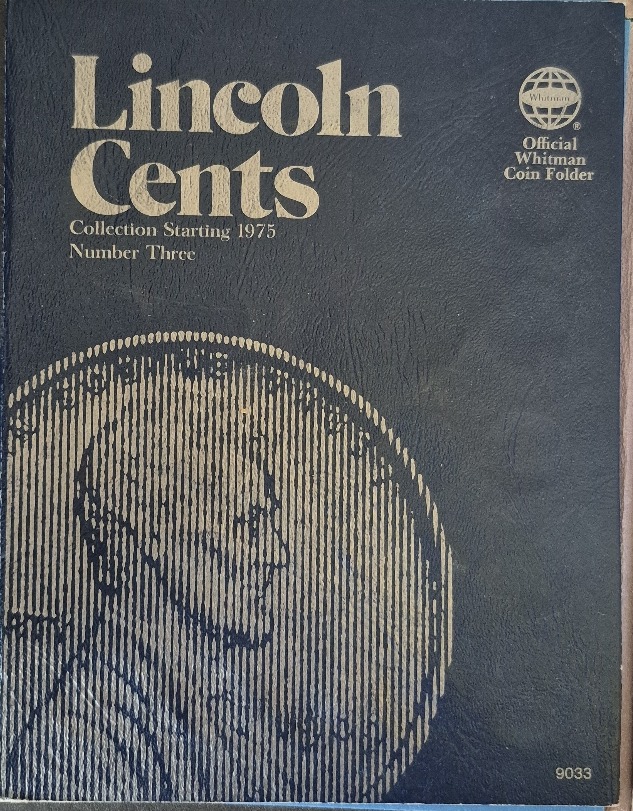 Lincoln
Cents
Collection Starting 1975
Number Three
Whitman
®
Official
Whitman
Coin Folder
9033